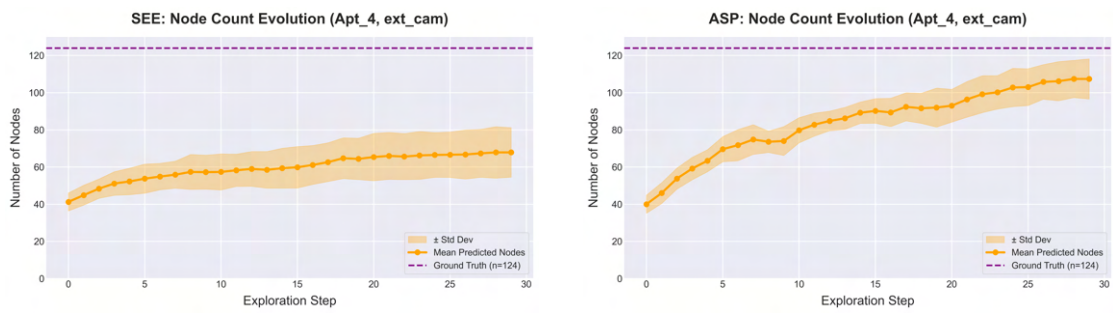 SEE: Node Count Evolution (Apt_4, ext_cam)
Number of Nodes
120
100
80
60
40
20
0
0 5 10 15 20 25 30
Exploration Step
± Std Dev
Mean Predicted Nodes
Ground Truth (n=124)
ASP: Node Count Evolution (Apt_4, ext_cam)
Number of Nodes
120
100
80
60
40
20
0
0 5 10 15 20 25 30
Exploration Step
± Std Dev
Mean Predicted Nodes
Ground Truth (n=124)